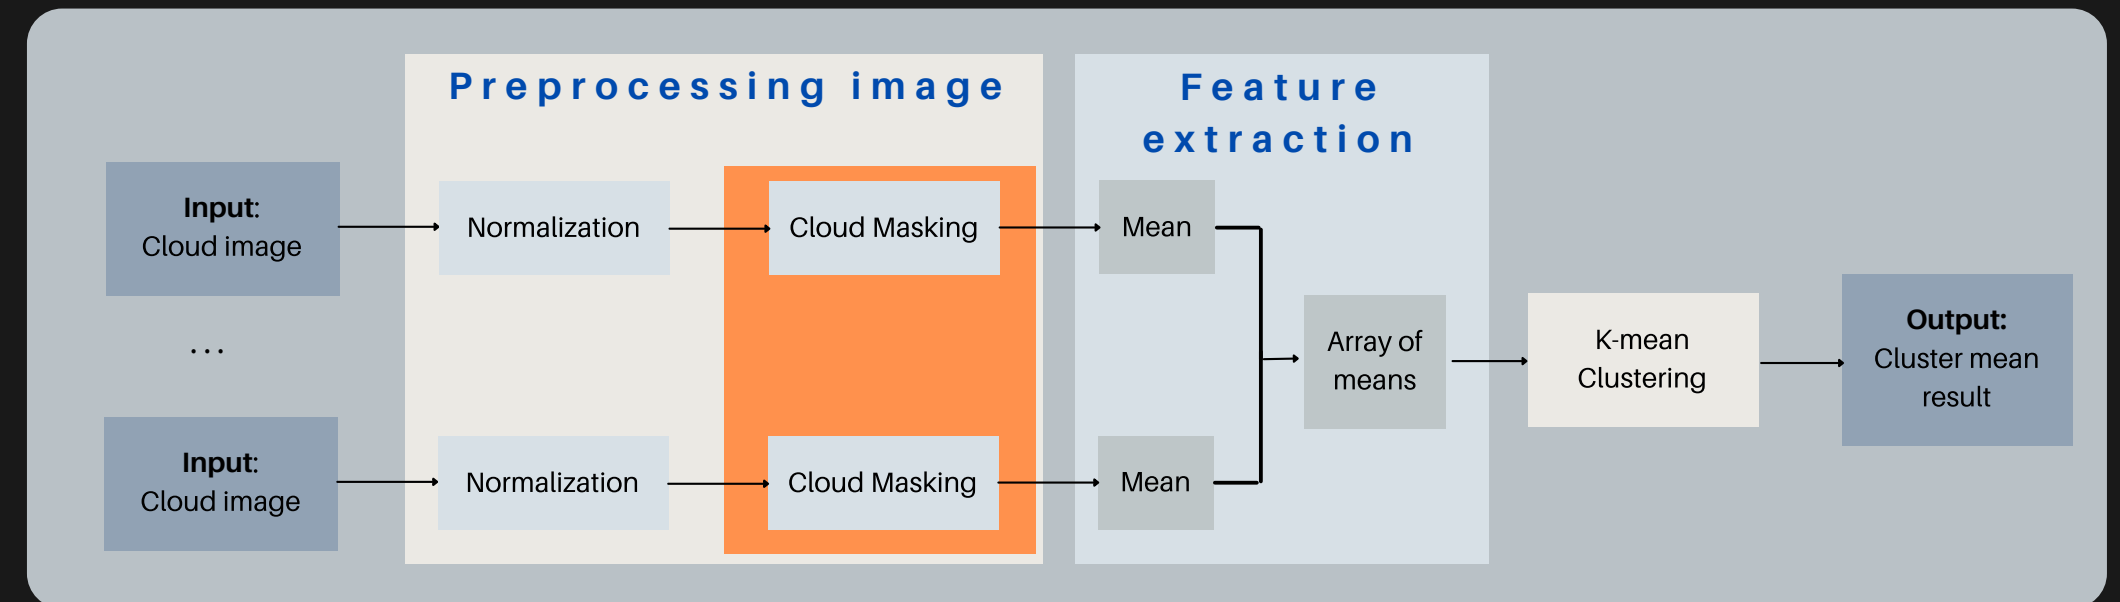 Preprocessing image
Feature
extraction
Input:
Cloud image
Normalization
Cloud Masking
Mean
...
Input:
Cloud image
Normalization
Cloud Masking
Mean
Array of
means
K-mean
Clustering
Output:
Cluster mean
result